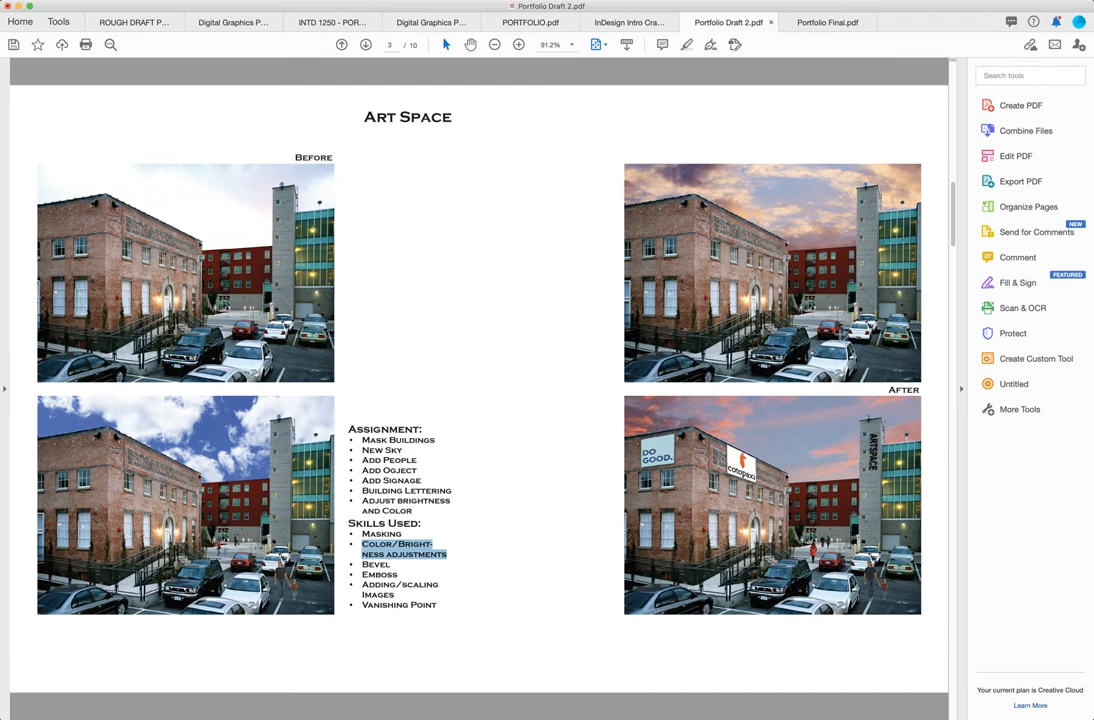 Portfolio Draft 2.pdf
Home
Tools
ROUGH DRAFT P...
Digital Graphics P...
INTD 1250 - POR...
Digital Graphics P...
PORTFOLIO.pdf
InDesign Intro Cra...
Portfolio Draft 2.pdf ×
Portfolio Final.pdf
3 / 10
91.2%
Art Space
Before
After
DO
GOOD.
cotopaxi
ARTSPACE
Assignment:
• Mask Buildings
• New Sky
• Add People
• Add Ogject
• Add Signage
• Building Lettering
• Adjust brightness
and Color
Skills Used:
• Masking
• Color/Bright-
ness adjustments
• Bevel
• Emboss
• Adding/scaling
Images
• Vanishing Point
Search tools
Create PDF
Combine Files
Edit PDF
Export PDF
Organize Pages
NEW
Send for Comments
Comment
FEATURED
Fill & Sign
Scan & OCR
Protect
Create Custom Tool
Untitled
More Tools
Your current plan is Creative Cloud
Learn More